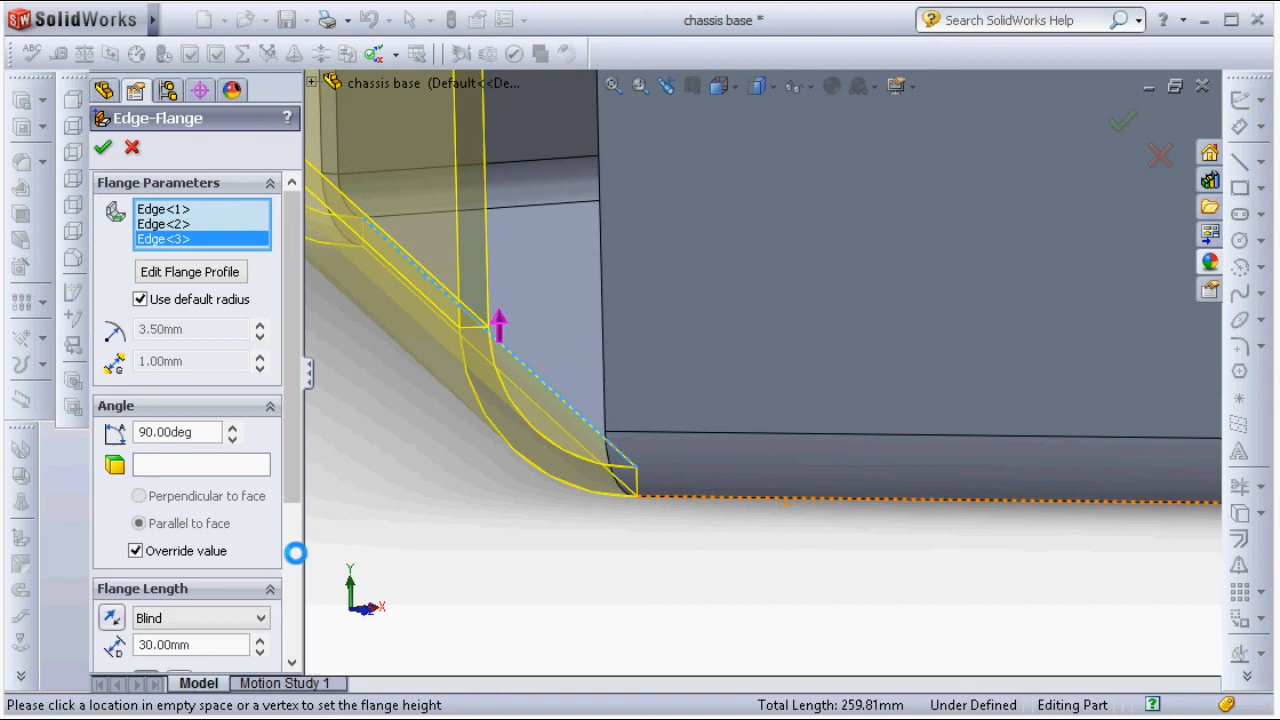 SolidWorks
chassis base *
Search SolidWorks Help
?
ABC
chassis base (Default<<De...
Edge-Flange
?
Flange Parameters
Edge<1>
Edge<2>
Edge<3>
Edit Flange Profile
Use default radius
3.50mm
G
1.00mm
Angle
90.00deg
Perpendicular to face
Parallel to face
Override value
Flange Length
Blind
D
30.00mm
Y
X
Z
Model
Motion Study 1
Please click a location in empty space or a vertex to set the flange height
Total Length: 259.81mm
Under Defined
Editing Part
?